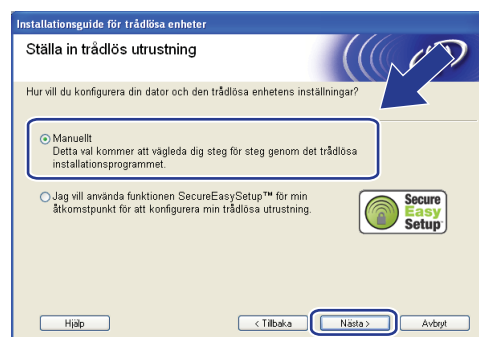 Installationsguide för trådlösa enheter
Ställa in trådlös utrustning
Hur vill du konfigurera din dator och den trådlösa enhetens inställningar?
Manuellt
Detta val kommer att vägleda dig steg för steg genom det trådlösa
installationsprogrammet.
Jag vill använda funktionen SecureEasySetup™ för min
åtkomstpunkt för att konfigurera min trådlösa utrustning.
Secure
Easy
Setup
Hjälp
< Tillbaka
Nästa >
Avbryt